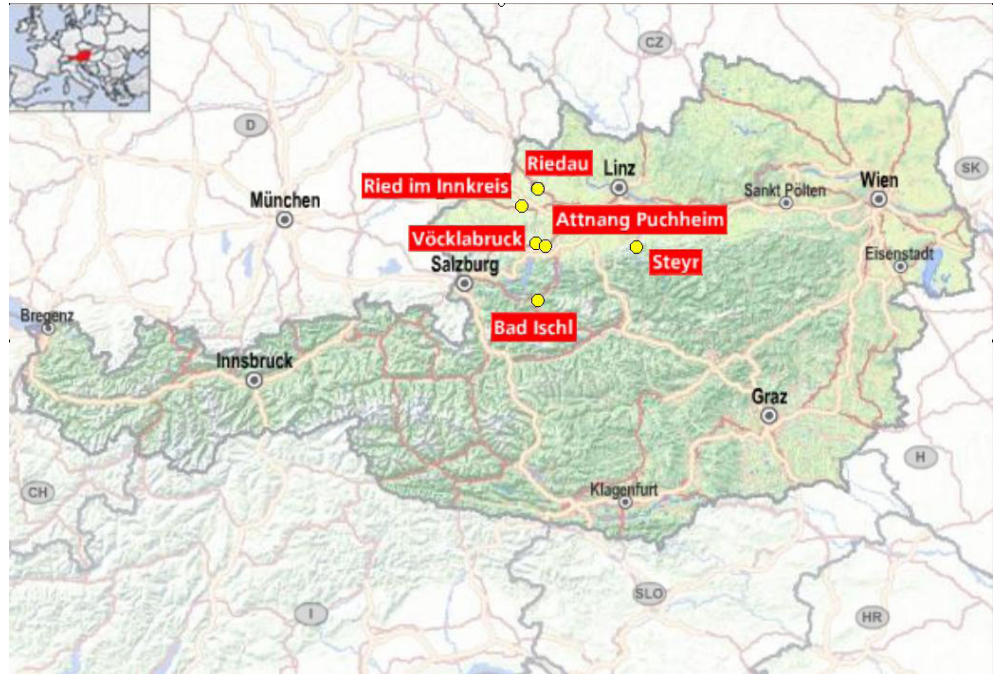 CZ
D
SK
Riedau
Linz
Ried im Innkreis
Sankt Pölten
Wien
München
Attnang Puchheim
Vöcklabruck
Salzburg
Steyr
Eisenstadt
Bregenz
Bad Ischl
Innsbruck
Graz
H
CH
Klagenfurt
SLO
I
HR